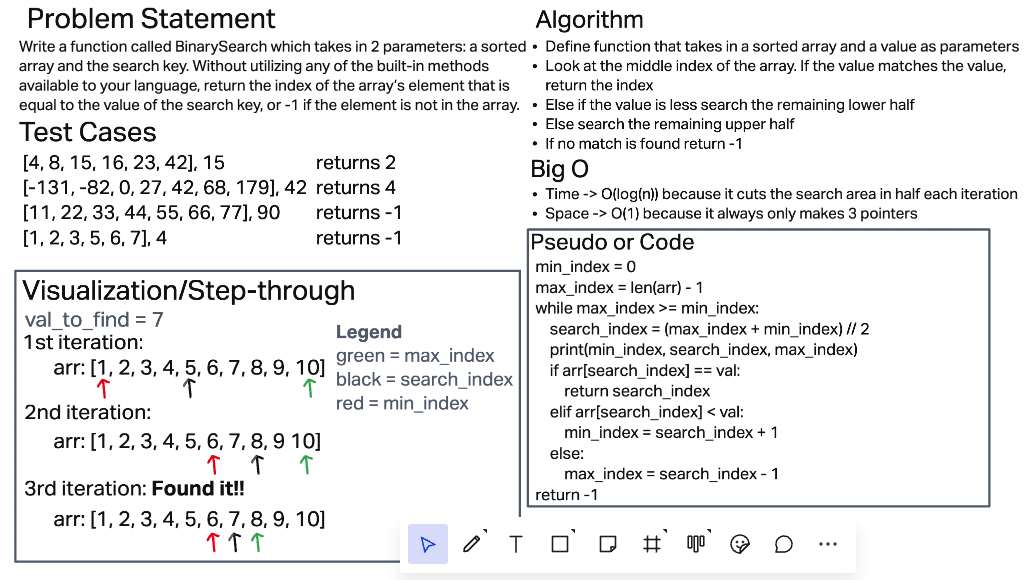 Problem Statement
Write a function called BinarySearch which takes in 2 parameters: a sorted
array and the search key. Without utilizing any of the built-in methods
available to your language, return the index of the array's element that is
equal to the value of the search key, or -1 if the element is not in the array.
Test Cases
[4, 8, 15, 16, 23, 42], 15 returns 2
[-131, -82, 0, 27, 42, 68, 179], 42 returns 4
[11, 22, 33, 44, 55, 66, 77], 90 returns -1
[1, 2, 3, 5, 6, 7], 4 returns -1
Visualization/Step-through
val_to_find = 7
1st iteration:
arr: [1, 2, 3, 4, 5, 6, 7, 8, 9, 10]
2nd iteration:
arr: [1, 2, 3, 4, 5, 6, 7, 8, 9 10]
3rd iteration: Found it!!
arr: [1, 2, 3, 4, 5, 6, 7, 8, 9, 10]
Legend
green = max_index
black = search_index
red = min_index
Algorithm
• Define function that takes in a sorted array and a value as parameters
• Look at the middle index of the array. If the value matches the value,
return the index
• Else if the value is less search the remaining lower half
• Else search the remaining upper half
• If no match is found return -1
Big O
• Time -> O(log(n)) because it cuts the search area in half each iteration
• Space -> O(1) because it always only makes 3 pointers
Pseudo or Code
min_index = 0
max_index = len(arr) - 1
while max_index >= min_index:
search_index = (max_index + min_index) // 2
print(min_index, search_index, max_index)
if arr[search_index] == val:
return search_index
elif arr[search_index] < val:
min_index = search_index + 1
else:
max_index = search_index - 1
return -1
T